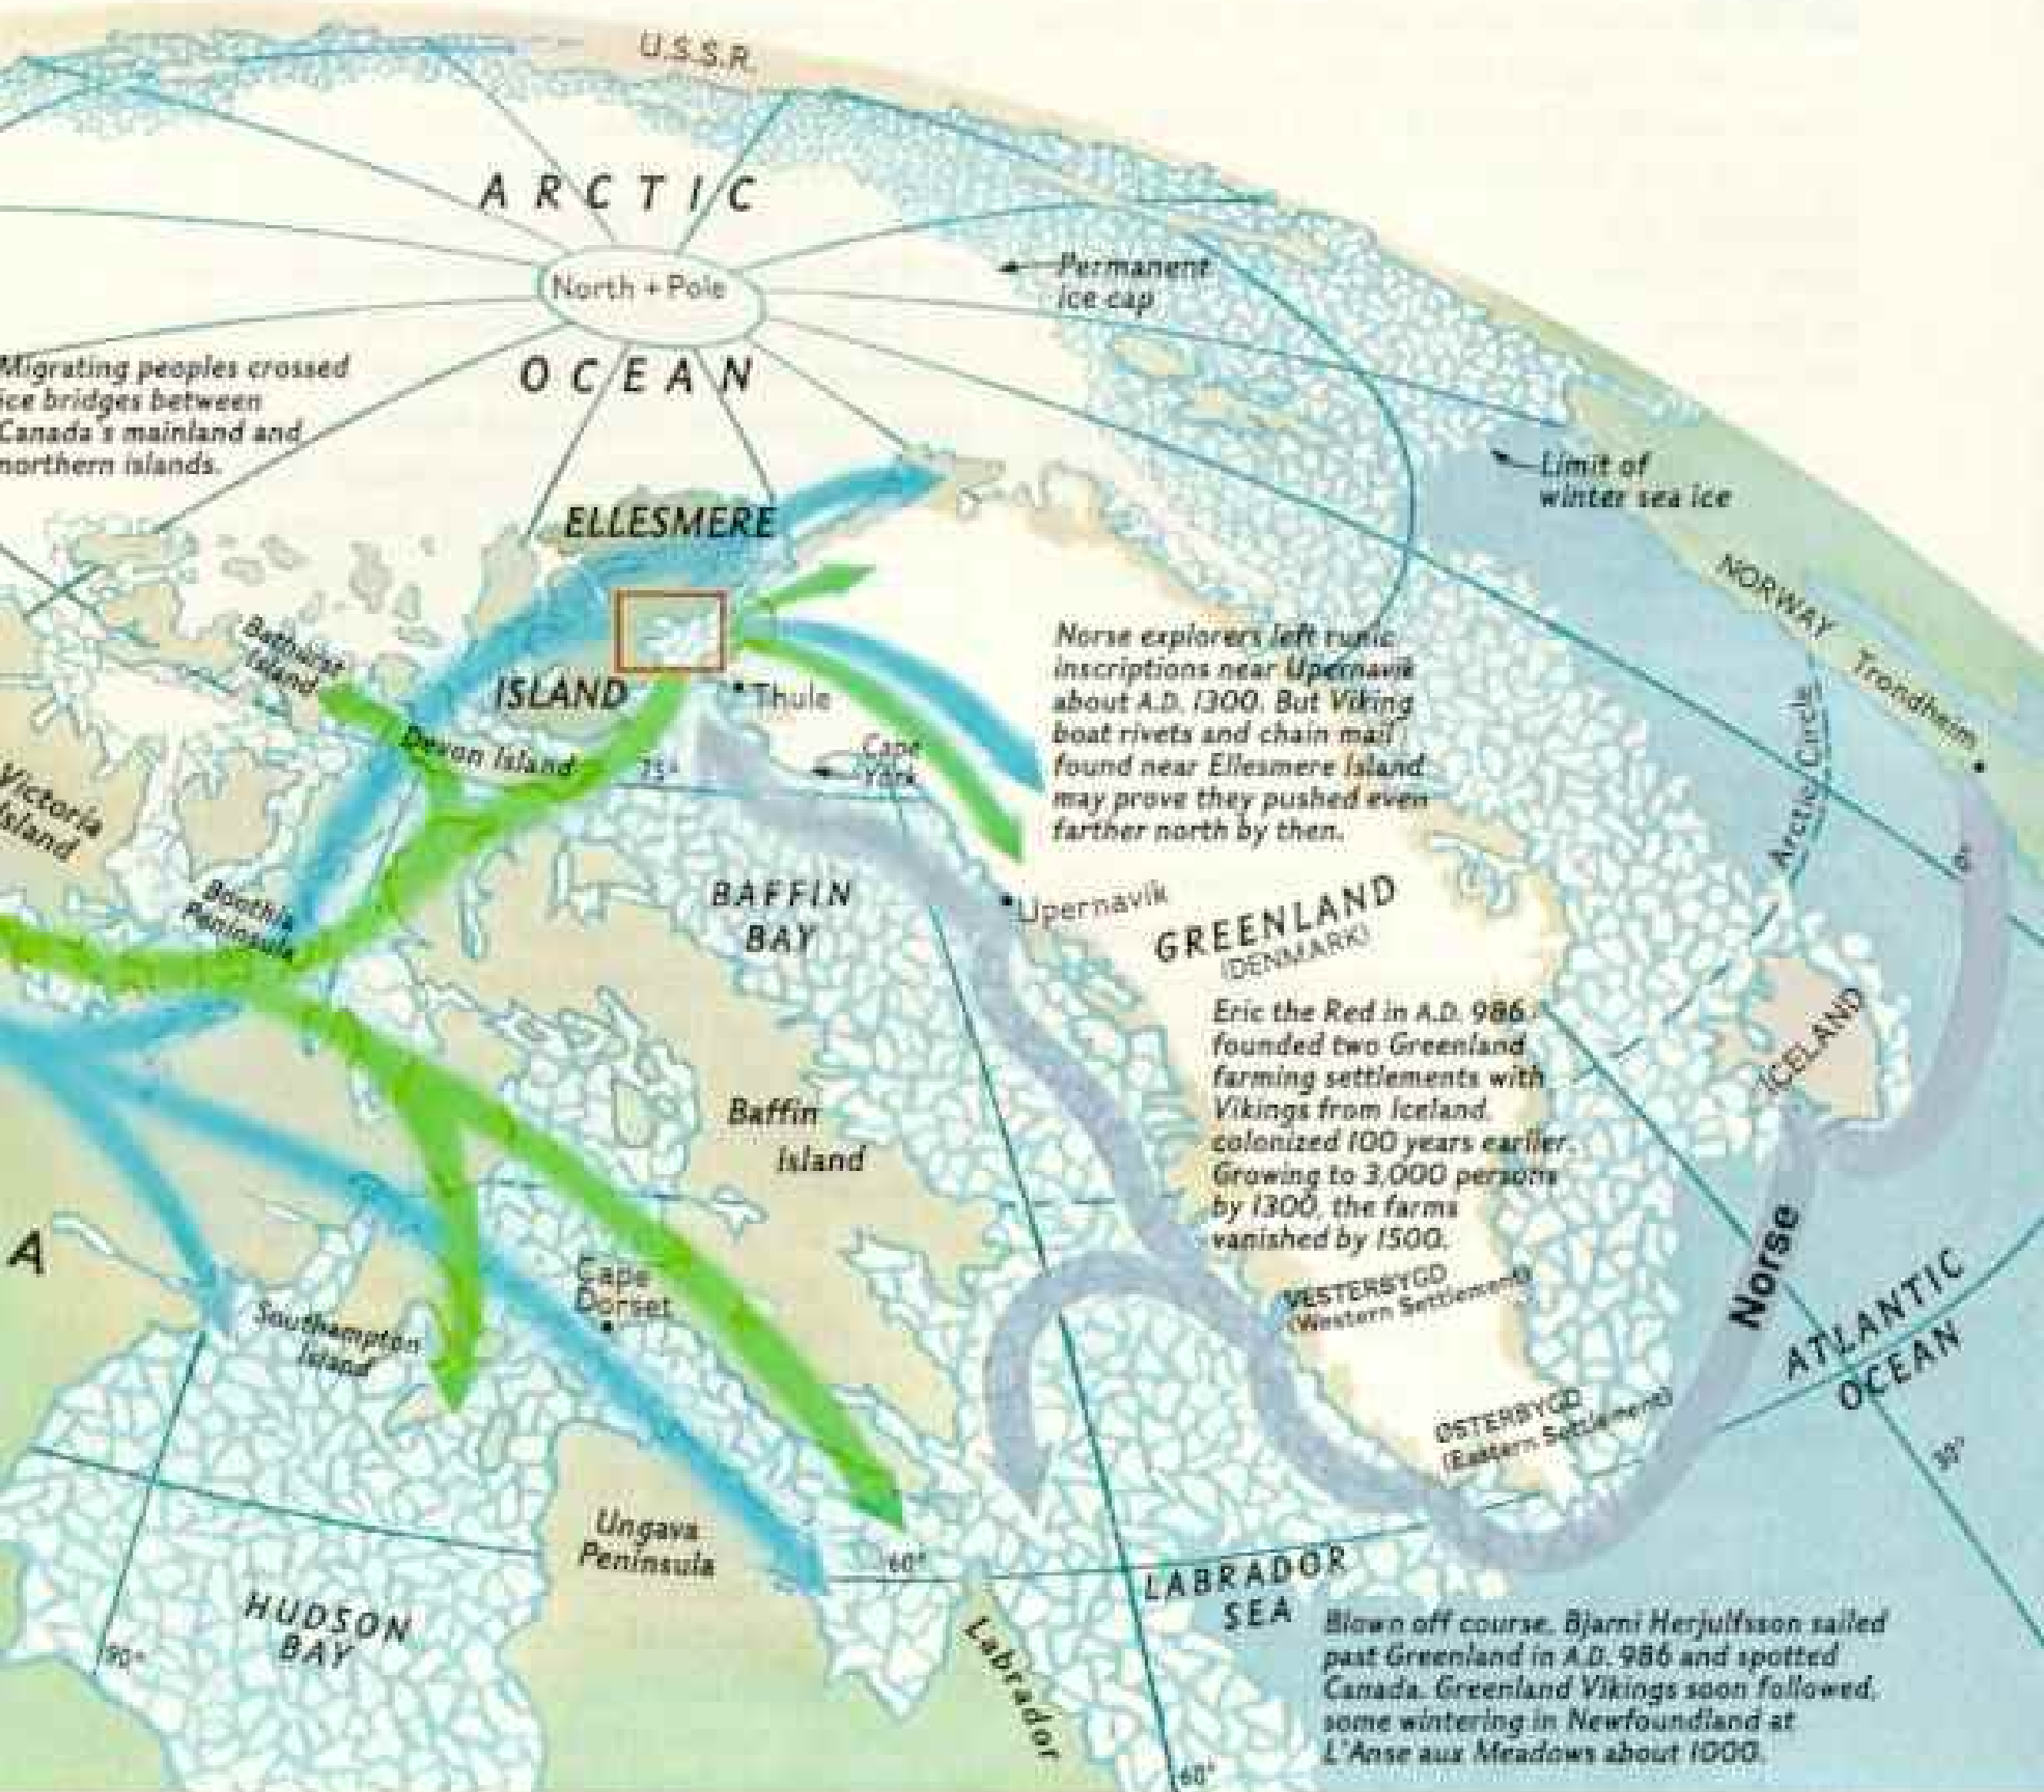 U.S.S.R.
ARCTIC
North + Pole
OCEAN
Permanent
ice cap
Migrating peoples crossed
ice bridges between
Canada's mainland and
northern islands.
Limit of
winter sea ice
ELLESMERE
ISLAND
NORWAY
Trondheim
Bathurst
Island
Thule
Devon Island
75°
Cape
York
Norse explorers left runic
inscriptions near Upernavik
about A.D. 1300. But Viking
boat rivets and chain mail
found near Ellesmere Island
may prove they pushed even
farther north by then.
Arctic Circle
0°
Victoria
Island
Boothia
Peninsula
BAFFIN
BAY
Upernavik
GREENLAND
(DENMARK)
ICELAND
Eric the Red in A.D. 986
founded two Greenland
farming settlements with
Vikings from Iceland,
colonized 100 years earlier.
Growing to 3,000 persons
by 1300, the farms
vanished by 1500.
Baffin
Island
A
Norse
Cape
Dorset
Southampton
Island
VESTERBYGD
(Western Settlement)
ATLANTIC
OCEAN
ØSTERBYGD
(Eastern Settlement)
30°
Ungava
Peninsula
60°
LABRADOR
SEA
HUDSON
BAY
90°
Labrador
Blown off course, Bjarni Herjulfsson sailed
past Greenland in A.D. 986 and spotted
Canada. Greenland Vikings soon followed,
some wintering in Newfoundland at
L'Anse aux Meadows about 1000.
60°